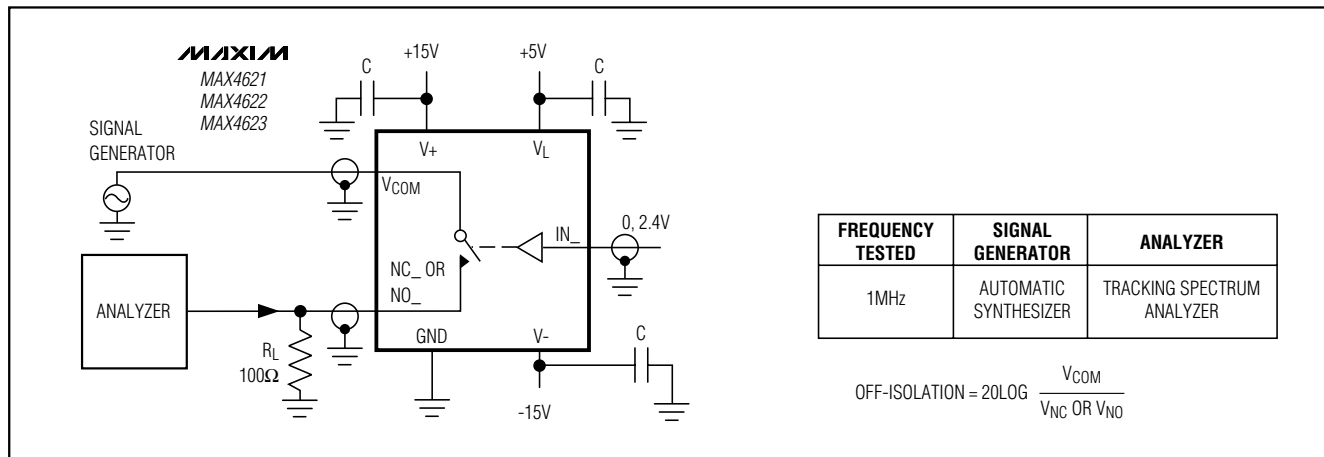 MAXIM
MAX4621
MAX4622
MAX4623
+15V
+5V
C
C
SIGNAL
GENERATOR
V+
VL
VCOM
0, 2.4V
IN_
NC_ OR
NO_
ANALYZER
GND
V-
C
RL
100Ω
-15V
FREQUENCY
TESTED
SIGNAL
GENERATOR
ANALYZER
1MHz
AUTOMATIC
SYNTHESIZER
TRACKING SPECTRUM
ANALYZER
OFF-ISOLATION = 20LOG VCOM
VNC OR VNO